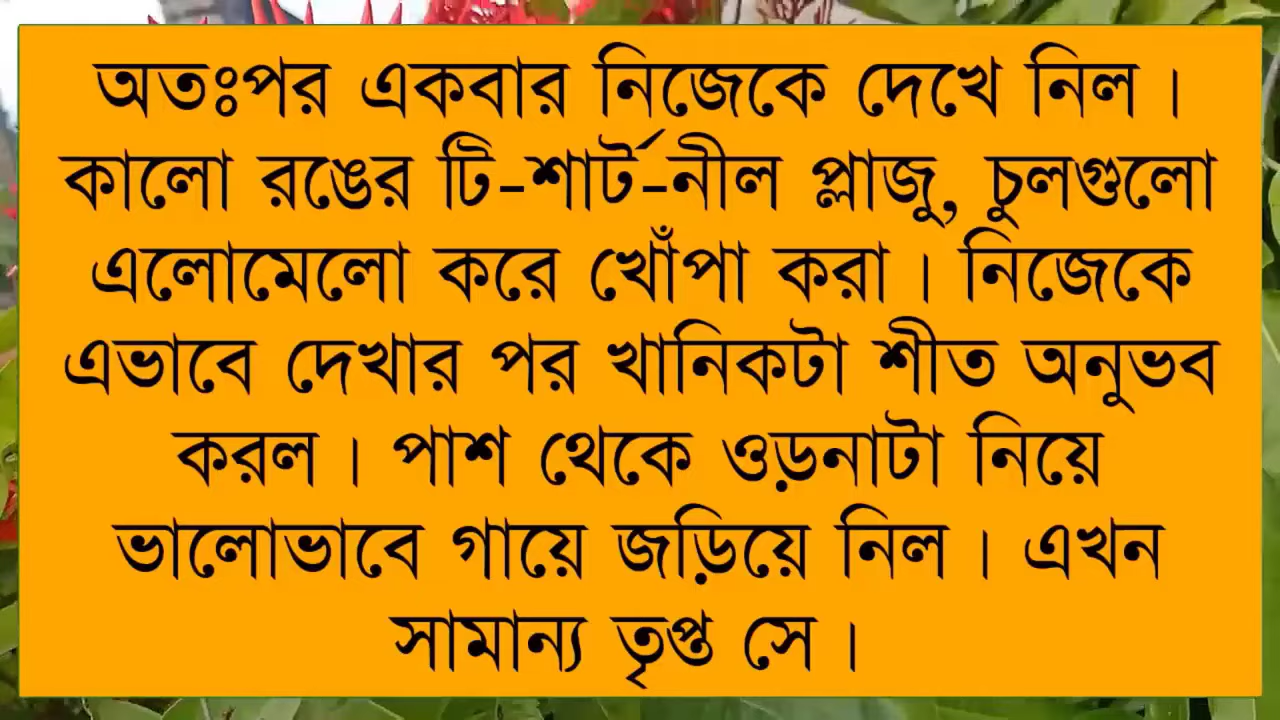 অতঃপর একবার নিজেকে দেখে নিল।
কালো রঙের টি-শার্ট-নীল প্লাজু, চুলগুলো
এলোমেলো করে খোঁপা করা। নিজেকে
এভাবে দেখার পর খানিকটা শীত অনুভব
করল। পাশ থেকে ওড়নাটা নিয়ে
ভালোভাবে গায়ে জড়িয়ে নিল। এখন
সামান্য তৃপ্ত সে।